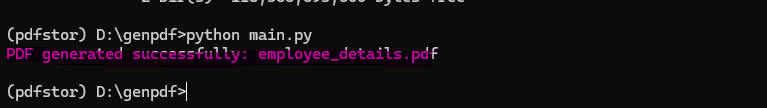 (pdfstor) D:\genpdf>python main.py
PDF generated successfully: employee_details.pdf
(pdfstor) D:\genpdf>